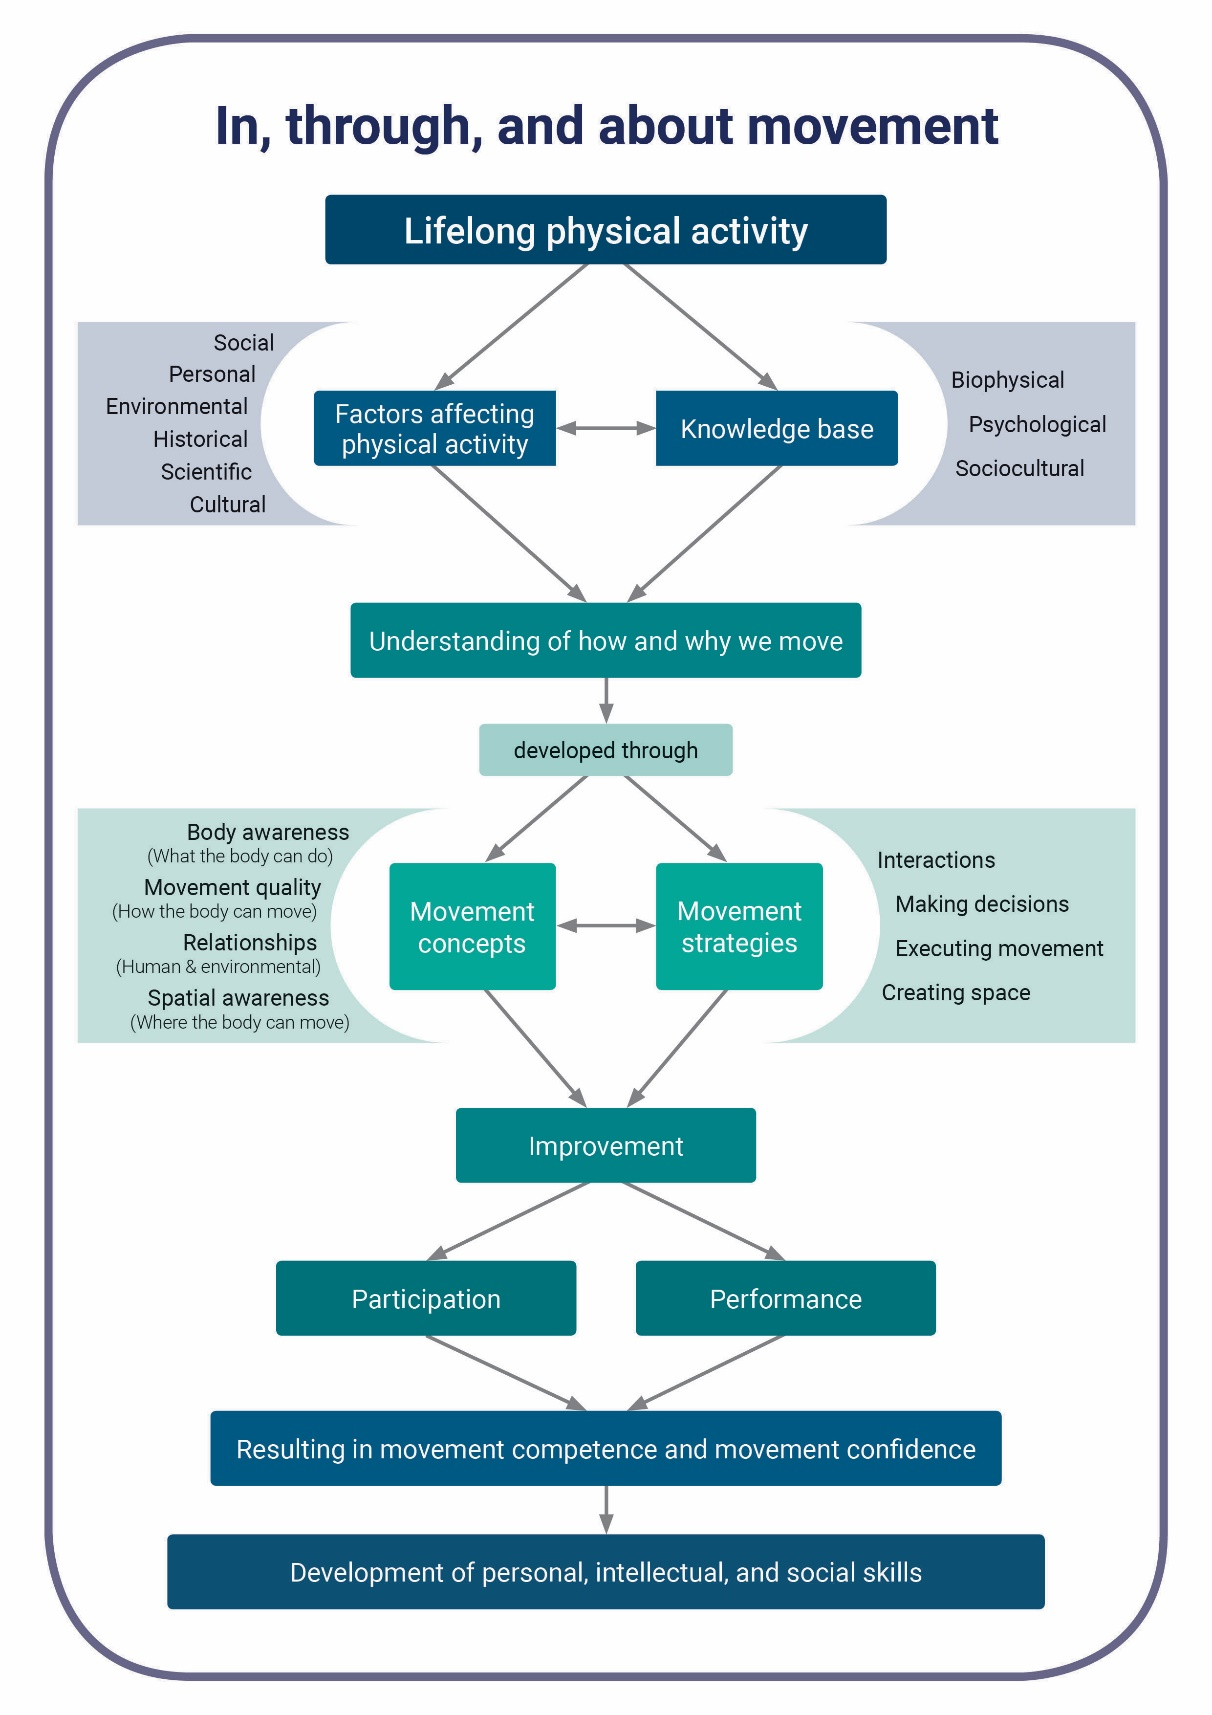 In, through, and about movement
Lifelong physical activity
Social
Personal
Environmental
Historical
Scientific
Cultural
Factors affecting
physical activity
Knowledge base
Biophysical
Psychological
Sociocultural
Understanding of how and why we move
developed through
Body awareness
(What the body can do)
Movement quality
(How the body can move)
Relationships
(Human & environmental)
Spatial awareness
(Where the body can move)
Movement
concepts
Movement
strategies
Interactions
Making decisions
Executing movement
Creating space
Improvement
Participation
Performance
Resulting in movement competence and movement confidence
Development of personal, intellectual, and social skills